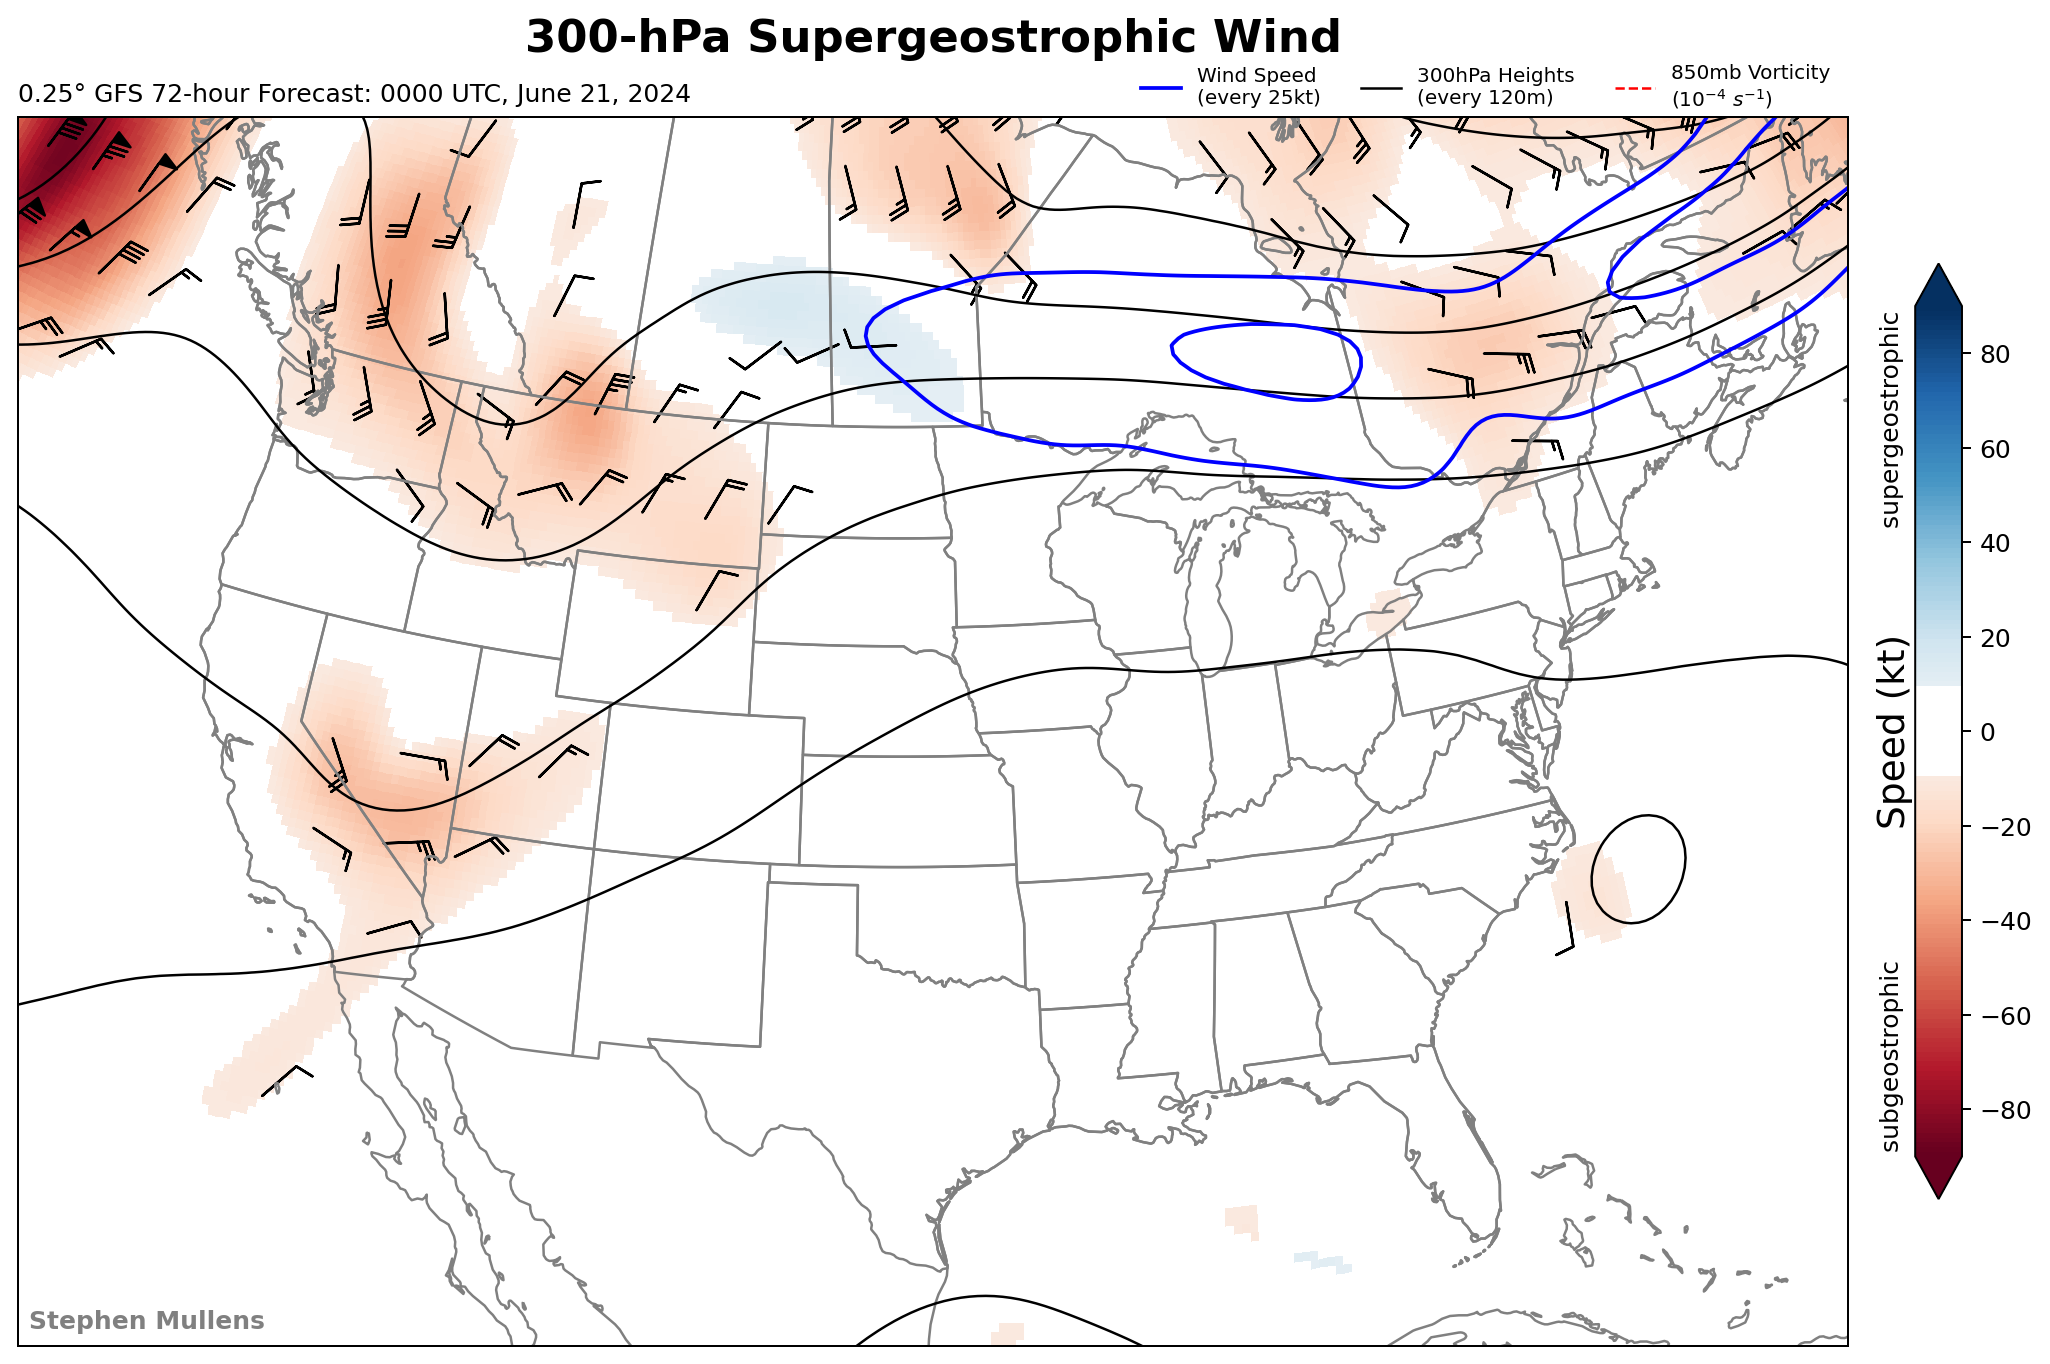 300-hPa Supergeostrophic Wind
0.25° GFS 72-hour Forecast: 0000 UTC, June 21, 2024
Wind Speed
(every 25kt)
300hPa Heights
(every 120m)
850mb Vorticity
(10⁻⁴ s⁻¹)
supergeostrophic
Speed (kt)
subgeostrophic
80
60
40
20
0
−20
−40
−60
−80
Stephen Mullens